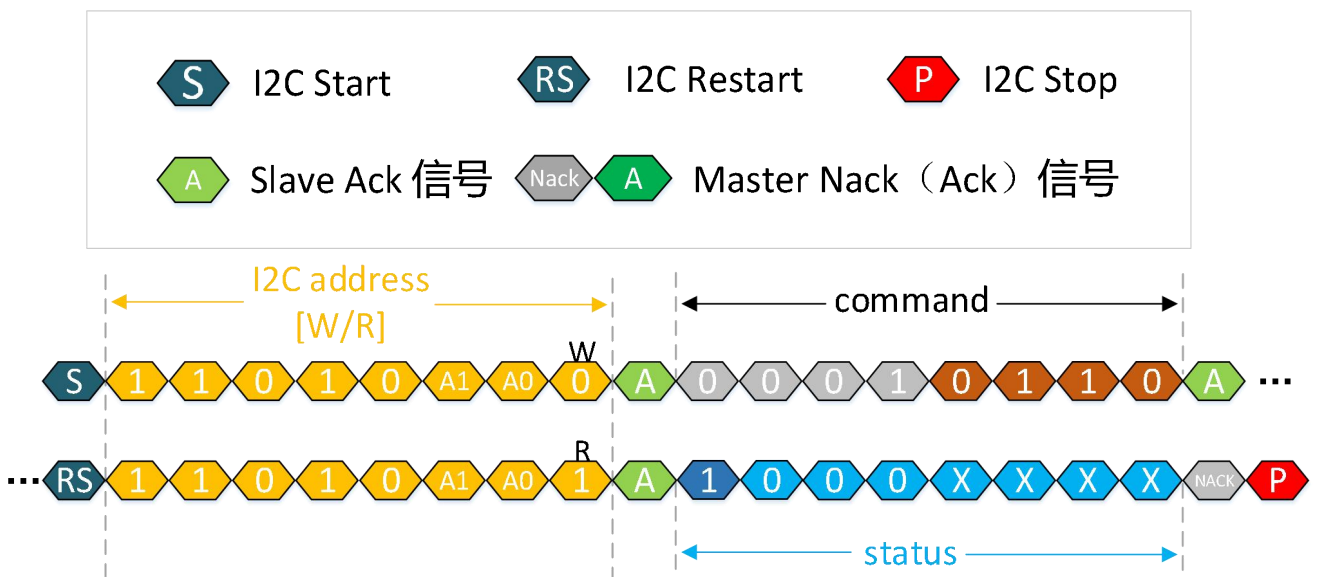 S I2C Start RS I2C Restart P I2C Stop
A Slave Ack 信号 Nack A Master Nack（Ack）信号
I2C address
[W/R]
command
W
S 1 1 0 1 0 A1 A0 0 A 0 0 0 1 0 1 1 0 A ...
R
... RS 1 1 0 1 0 A1 A0 1 A 1 0 0 0 X X X X NACK P
status